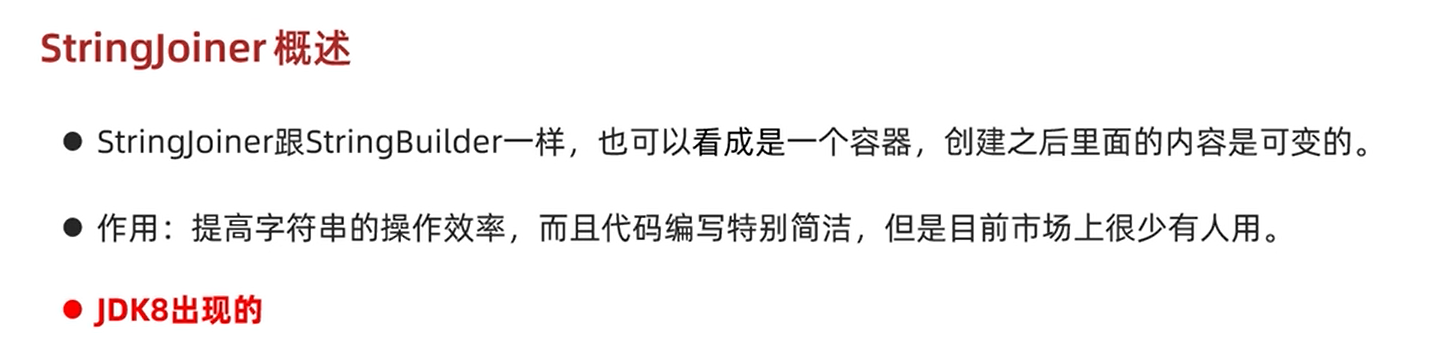 StringJoiner 概述
● StringJoiner跟StringBuilder一样，也可以看成是一个容器，创建之后里面的内容是可变的。
● 作用：提高字符串的操作效率，而且代码编写特别简洁，但是目前市场上很少有人用。
● JDK8出现的